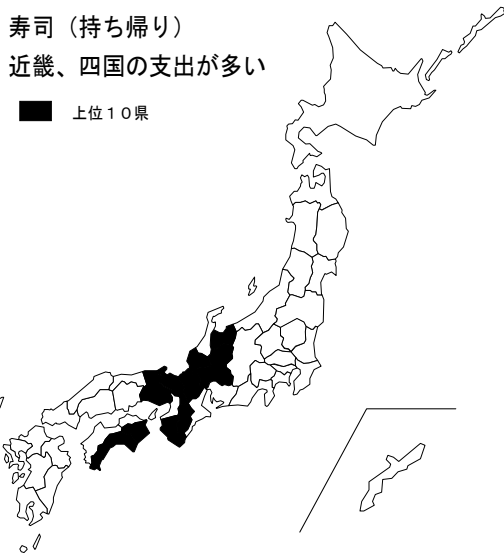 寿司（持ち帰り）
近畿、四国の支出が多い
上位１０県